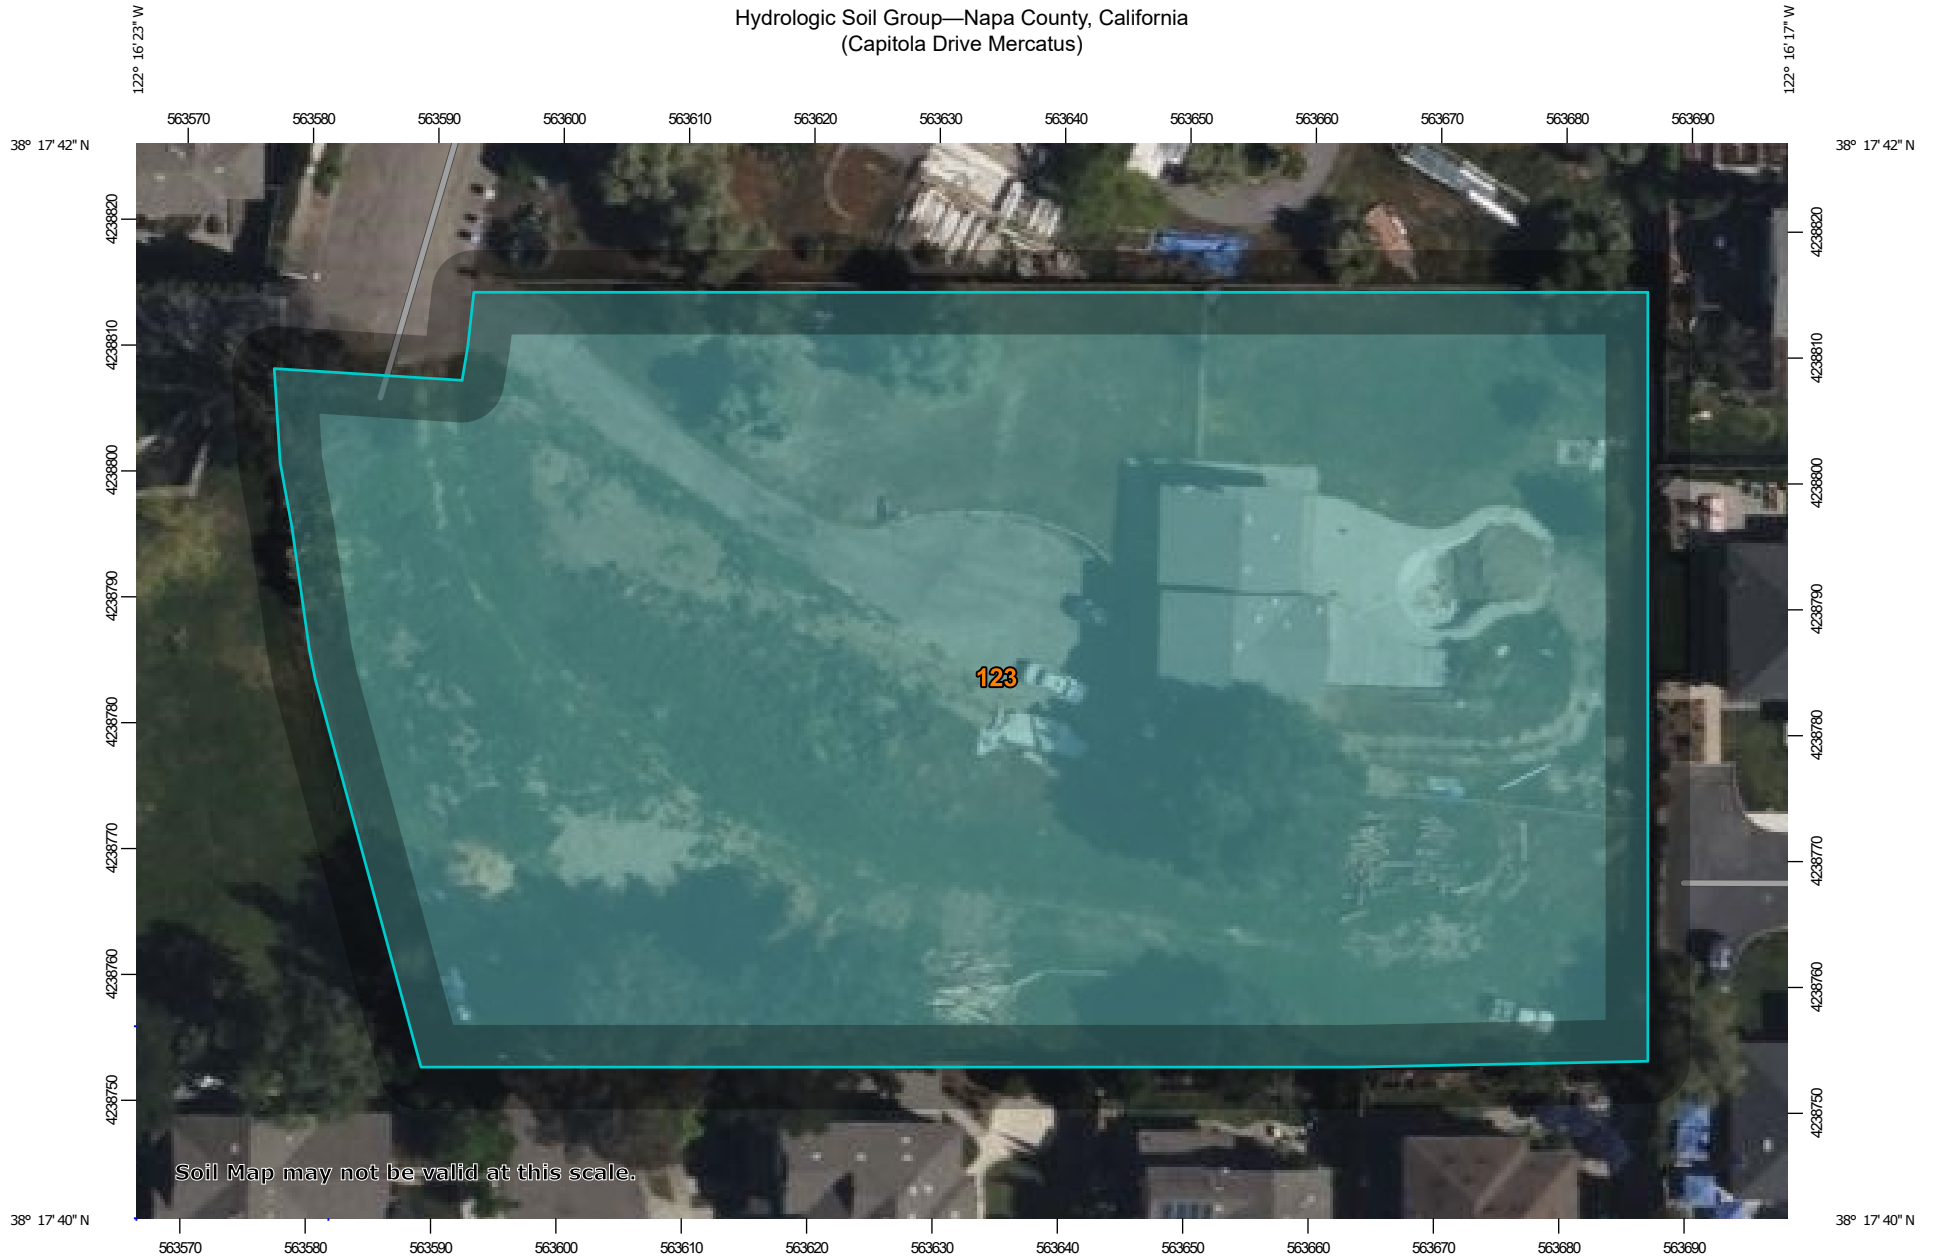 Hydrologic Soil Group—Napa County, California
(Capitola Drive Mercatus)
122° 16' 23" W
122° 16' 17" W
563570 563580 563590 563600 563610 563620 563630 563640 563650 563660 563670 563680 563690
38° 17' 42" N
38° 17' 42" N
4238820
4238820
4238810
4238810
4238800
4238800
4238790
4238790
123
4238780
4238780
4238770
4238770
4238760
4238760
4238750
4238750
Soil Map may not be valid at this scale.
38° 17' 40" N
38° 17' 40" N
563570 563580 563590 563600 563610 563620 563630 563640 563650 563660 563670 563680 563690